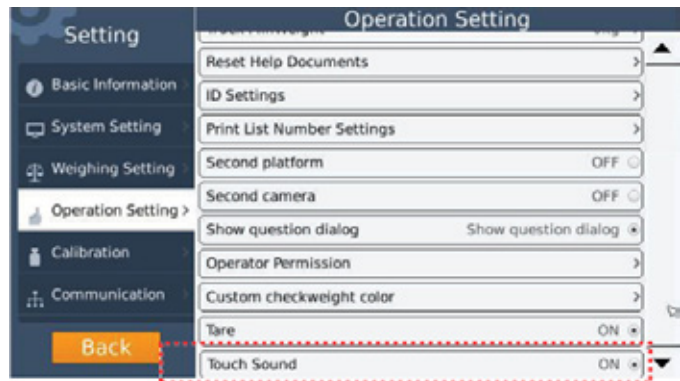 Setting
Operation Setting
Basic Information
System Setting
Weighing Setting
Operation Setting
Calibration
Communication
Back
Reset Help Documents
ID Settings
Print List Number Settings
Second platform OFF
Second camera OFF
Show question dialog Show question dialog
Operator Permission
Custom checkweight color
Tare ON
Touch Sound ON